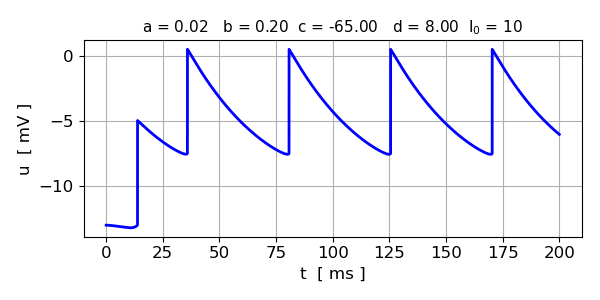 a = 0.02 b = 0.20 c = -65.00 d = 8.00 I₀ = 10
u [ mV ]
0
−5
−10
0 25 50 75 100 125 150 175 200
t [ ms ]